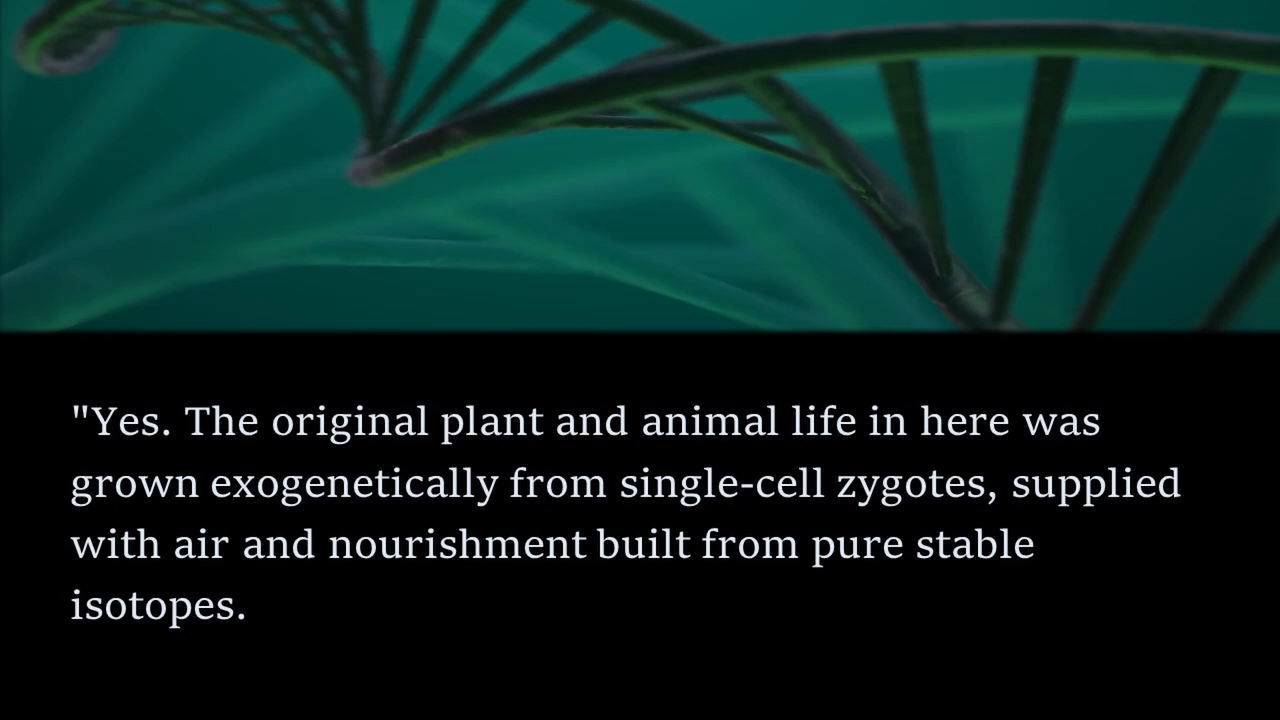 "Yes. The original plant and animal life in here was
grown exogenetically from single-cell zygotes, supplied
with air and nourishment built from pure stable
isotopes.